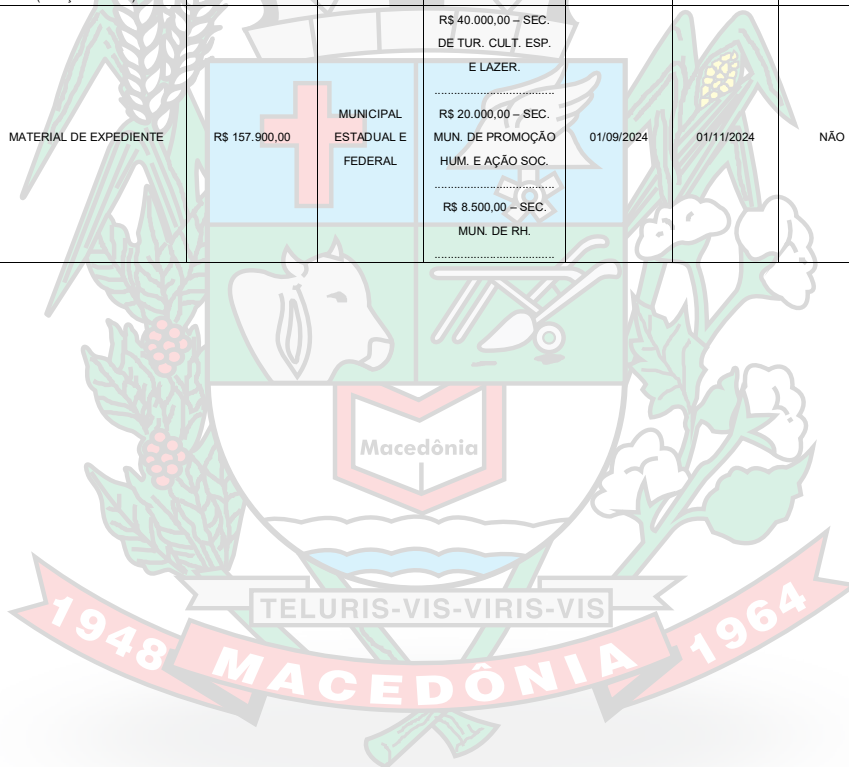 R$ 40.000,00 – SEC.
DE TUR. CULT. ESP.
E LAZER.
......................................
MATERIAL DE EXPEDIENTE
R$ 157.900,00
MUNICIPAL
ESTADUAL E
FEDERAL
R$ 20.000,00 – SEC.
MUN. DE PROMOÇÃO
HUM. E AÇÃO SOC.
......................................
R$ 8.500,00 – SEC.
MUN. DE RH.
......................................
01/09/2024
01/11/2024
NÃO
Macedônia
TELURIS-VIS-VIRIS-VIS
1948
MACEDÔNIA
1964